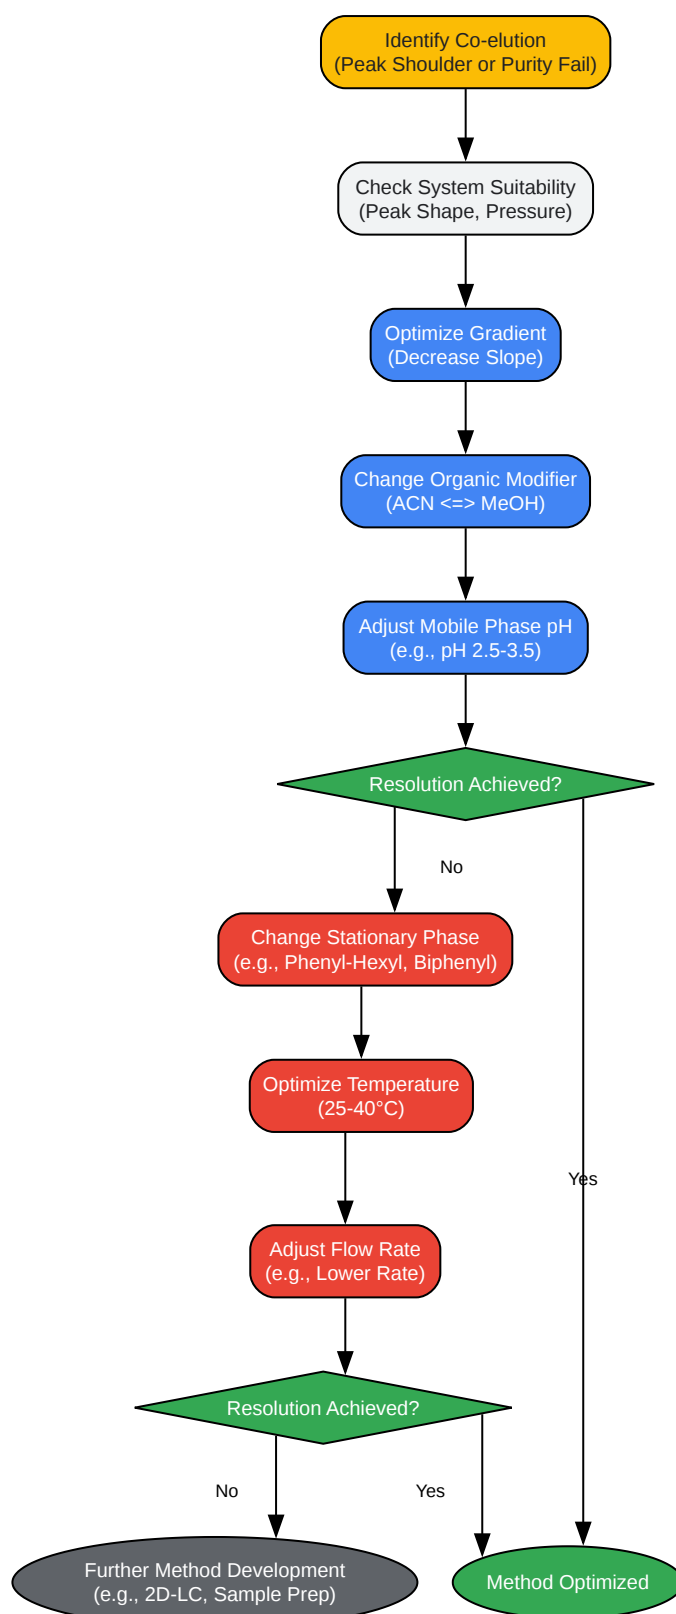 Identify Co-elution
(Peak Shoulder or Purity Fail)
Check System Suitability
(Peak Shape, Pressure)
Optimize Gradient
(Decrease Slope)
Change Organic Modifier
(ACN <=> MeOH)
Adjust Mobile Phase pH
(e.g., pH 2.5-3.5)
Resolution Achieved?
No
Change Stationary Phase
(e.g., Phenyl-Hexyl, Biphenyl)
Optimize Temperature
(25-40°C)
Yes
Adjust Flow Rate
(e.g., Lower Rate)
Resolution Achieved?
No
Yes
Further Method Development
(e.g., 2D-LC, Sample Prep)
Method Optimized